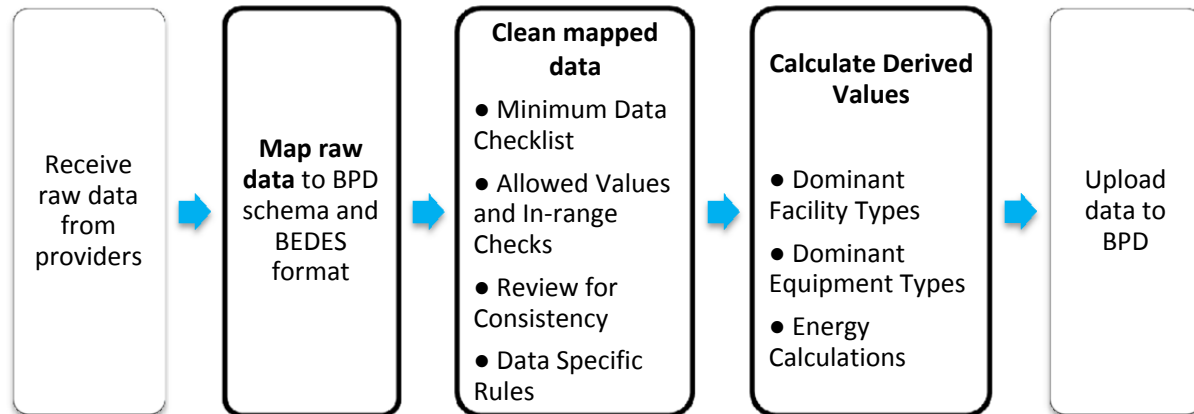 Receive
raw data
from
providers
Map raw
data to BPD
schema and
BEDES
format
Clean mapped
data
● Minimum Data
Checklist
● Allowed Values
and In-range
Checks
● Review for
Consistency
● Data Specific
Rules
Calculate Derived
Values
● Dominant
Facility Types
● Dominant
Equipment Types
● Energy
Calculations
Upload
data to
BPD